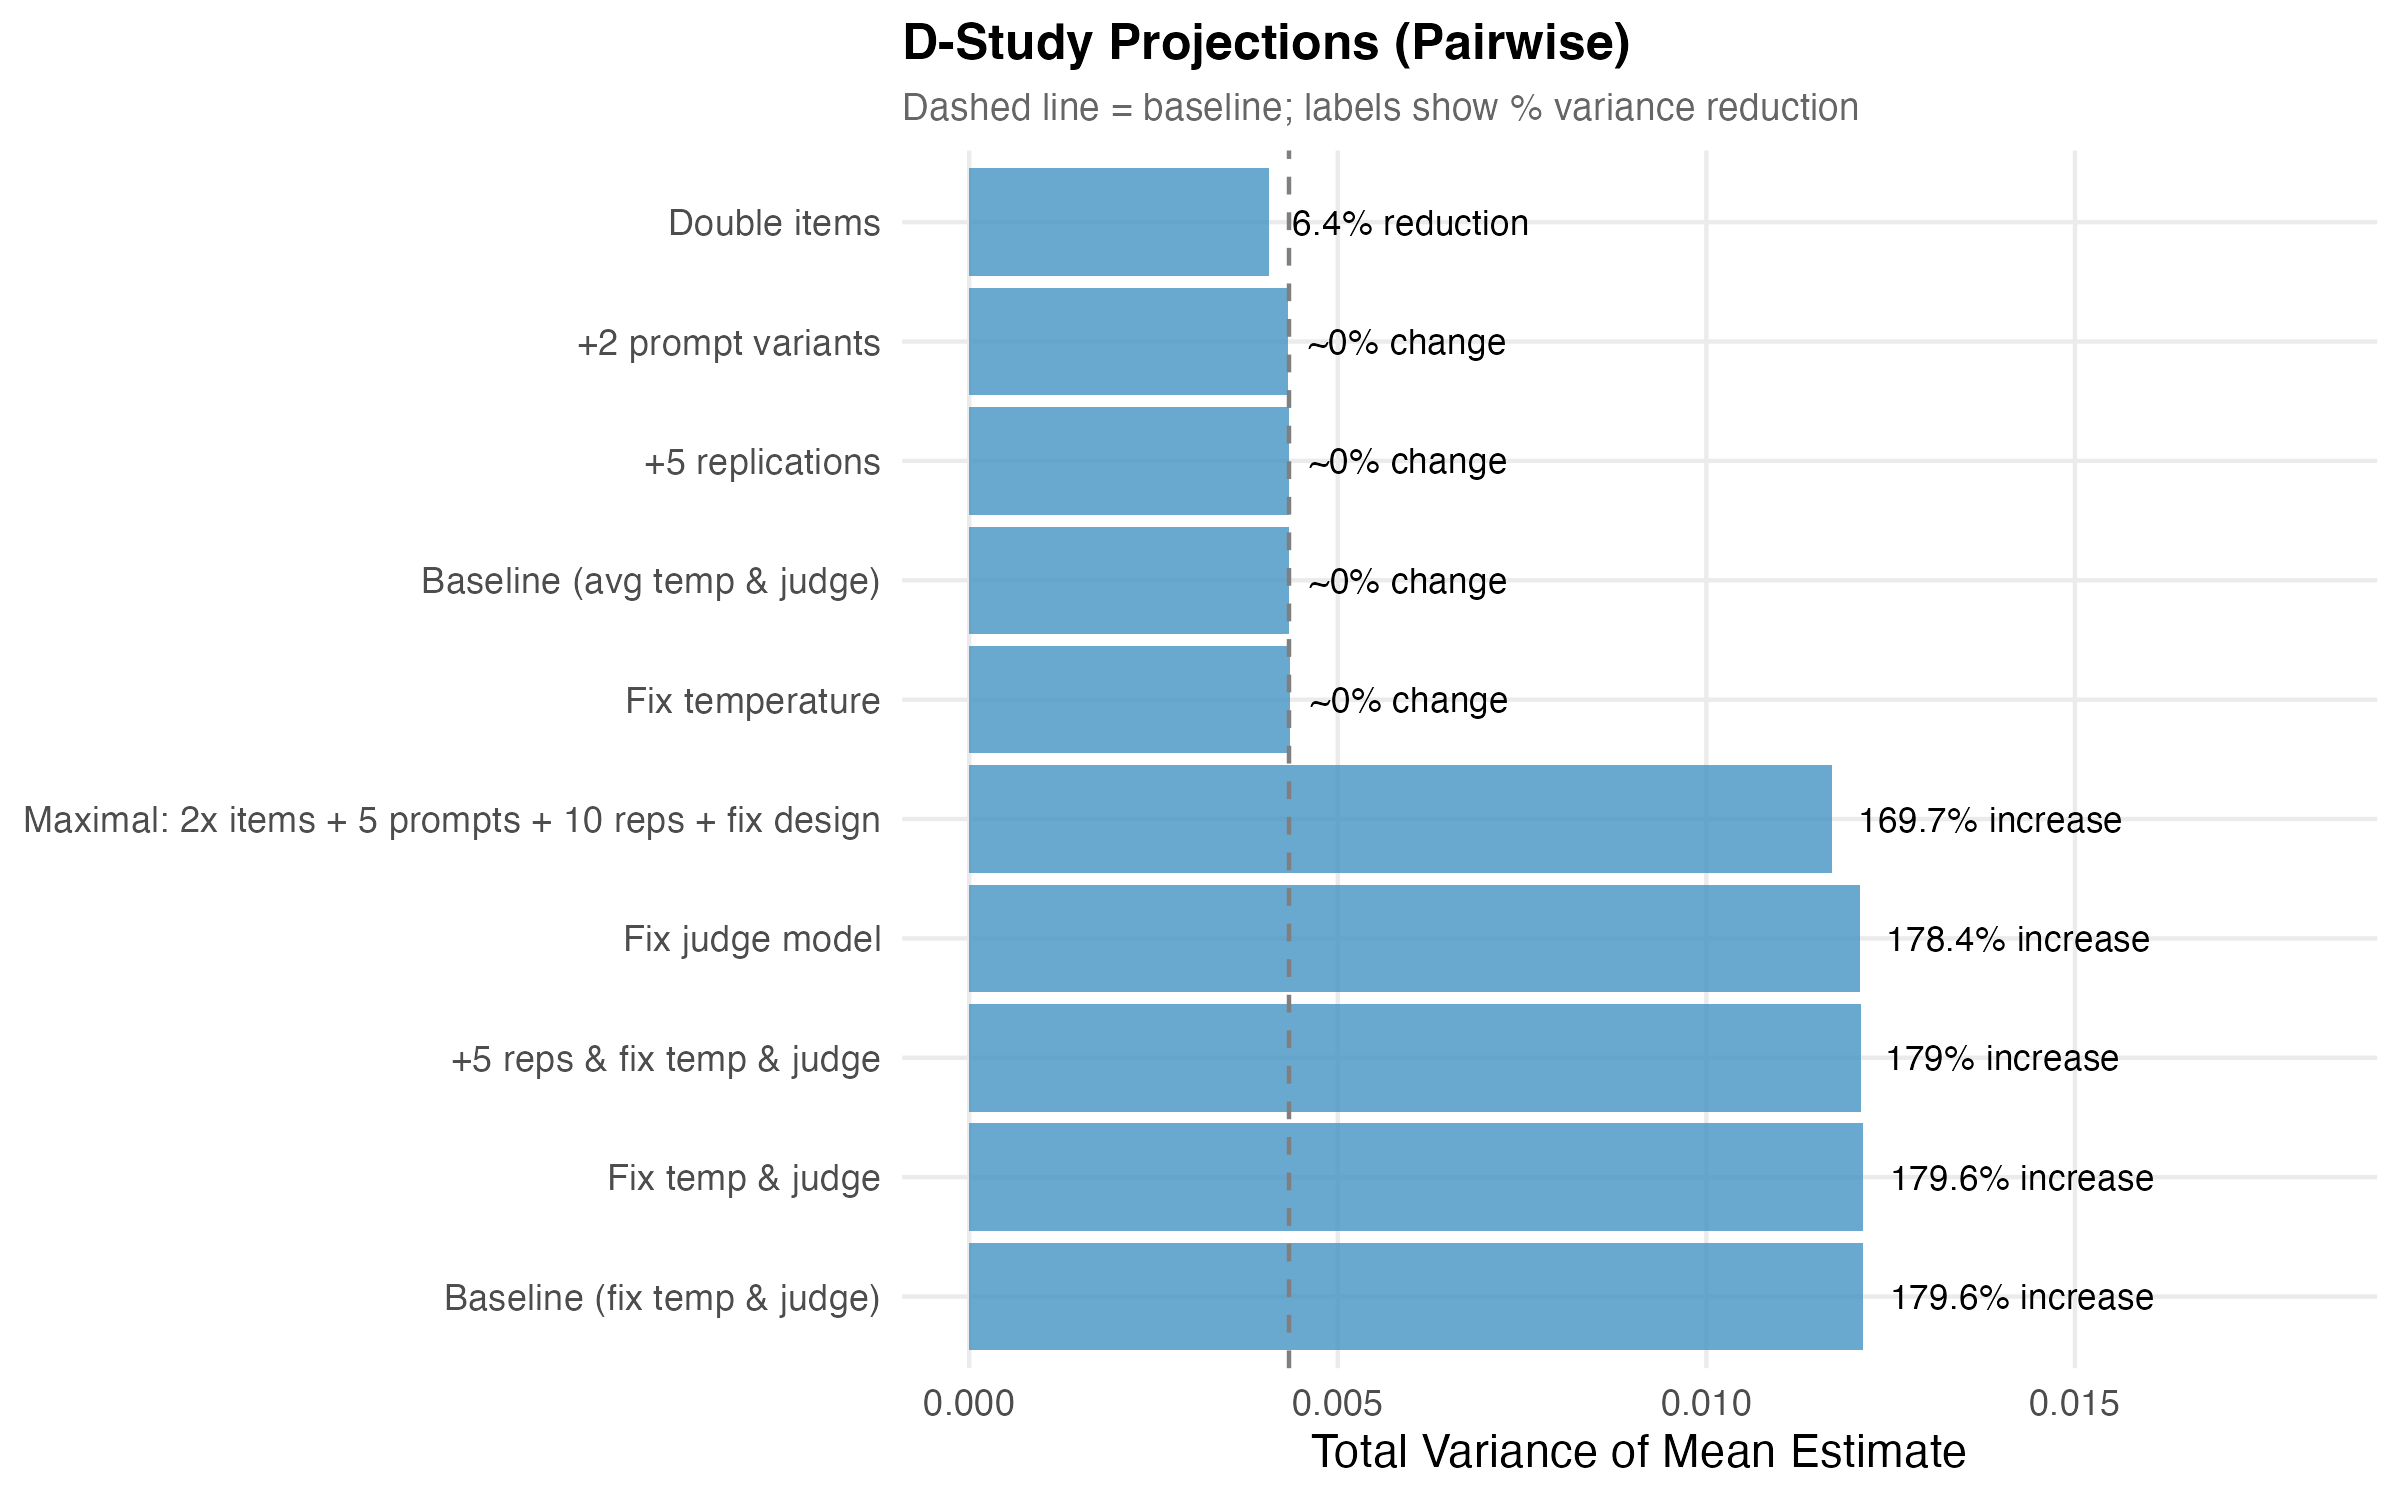 D-Study Projections (Pairwise)
Dashed line = baseline; labels show % variance reduction
Double items
6.4% reduction
+2 prompt variants
~0% change
+5 replications
~0% change
Baseline (avg temp & judge)
~0% change
Fix temperature
~0% change
Maximal: 2x items + 5 prompts + 10 reps + fix design
169.7% increase
Fix judge model
178.4% increase
+5 reps & fix temp & judge
179% increase
Fix temp & judge
179.6% increase
Baseline (fix temp & judge)
179.6% increase
0.000 0.005 0.010 0.015
Total Variance of Mean Estimate